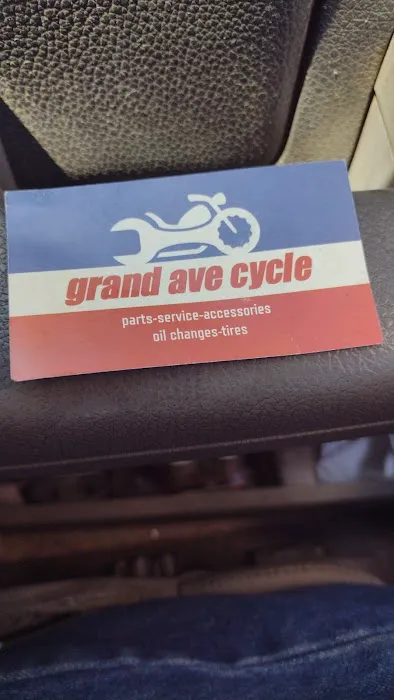 grand ave cycle
parts-service-accessories
oil changes-tires